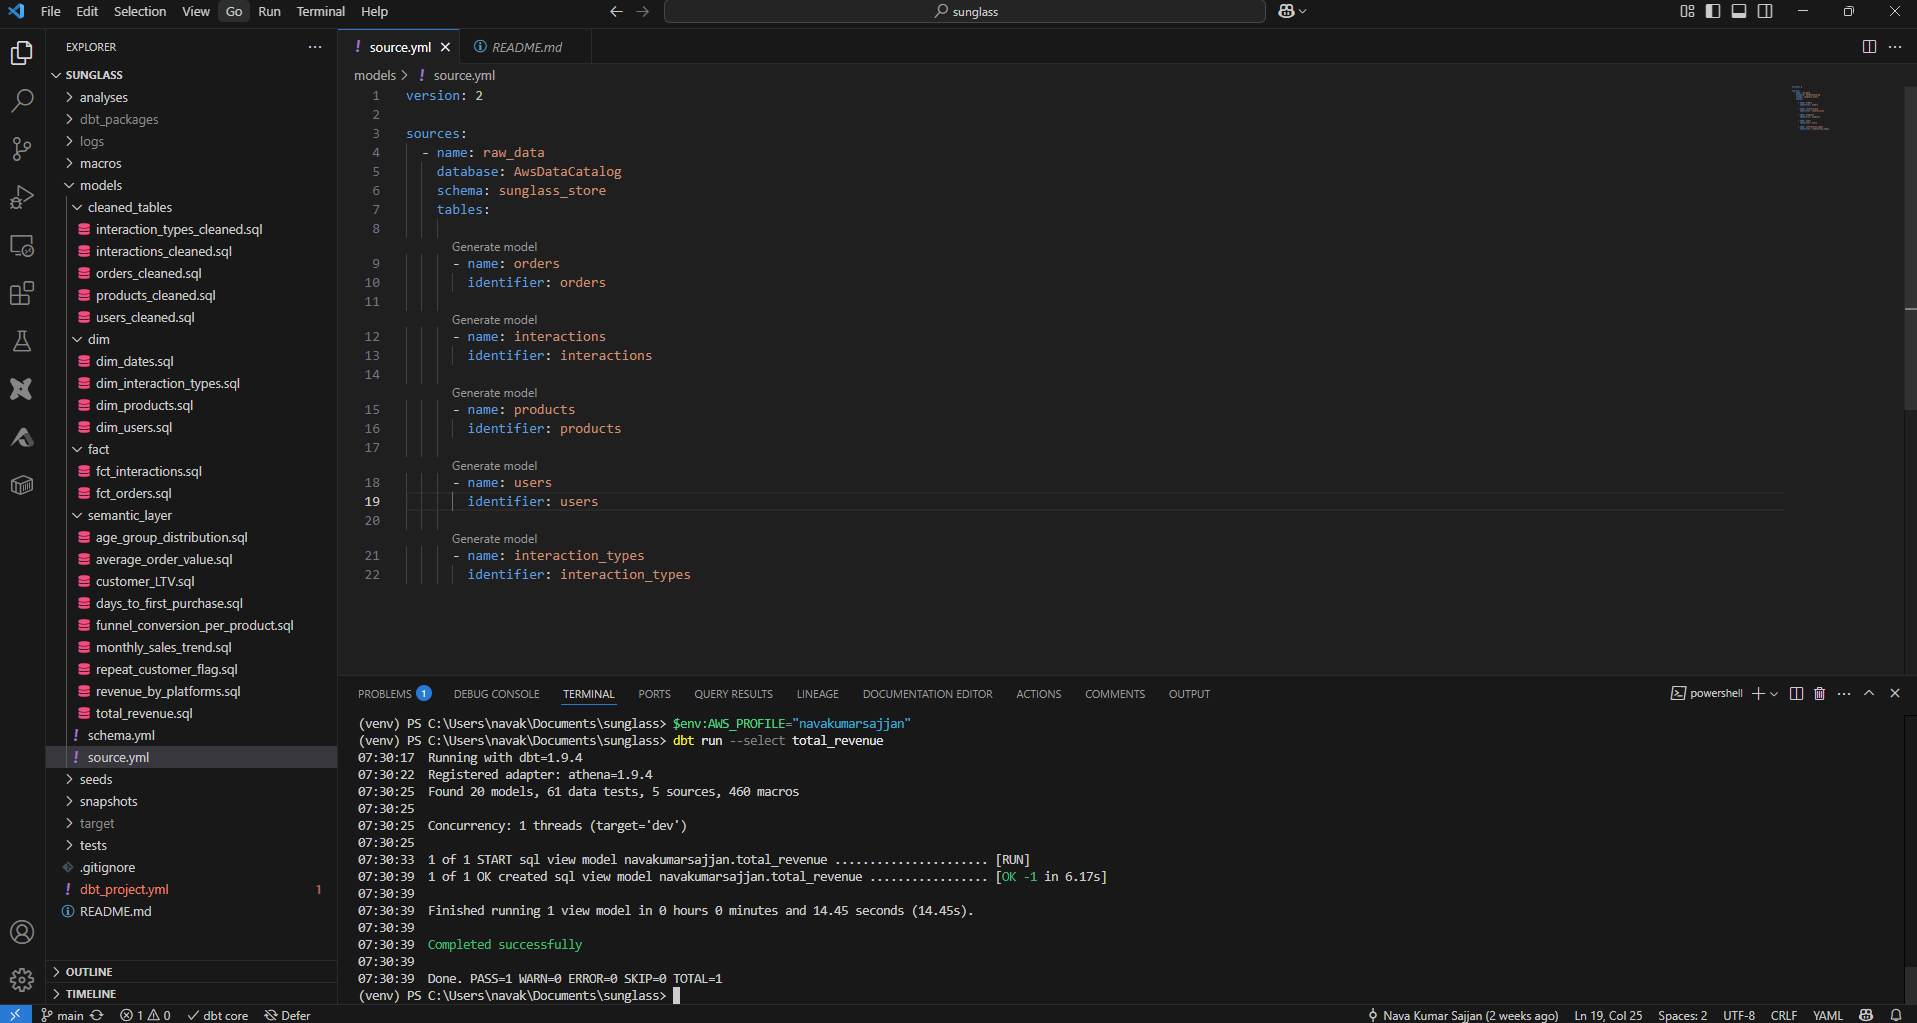 File Edit Selection View Go Run Terminal Help
sunglass
EXPLORER
SUNGLASS
analyses
dbt_packages
logs
macros
models
cleaned_tables
interaction_types_cleaned.sql
interactions_cleaned.sql
orders_cleaned.sql
products_cleaned.sql
users_cleaned.sql
dim
dim_dates.sql
dim_interaction_types.sql
dim_products.sql
dim_users.sql
fact
fct_interactions.sql
fct_orders.sql
semantic_layer
age_group_distribution.sql
average_order_value.sql
customer_LTV.sql
days_to_first_purchase.sql
funnel_conversion_per_product.sql
monthly_sales_trend.sql
repeat_customer_flag.sql
revenue_by_platforms.sql
total_revenue.sql
! schema.yml
! source.yml
seeds
snapshots
target
tests
.gitignore
! dbt_project.yml 1
README.md
OUTLINE
TIMELINE
! source.yml README.md
models > ! source.yml
1 version: 2
2
3 sources:
4 - name: raw_data
5 database: AwsDataCatalog
6 schema: sunglass_store
7 tables:
8
Generate model
9 - name: orders
10 identifier: orders
11
Generate model
12 - name: interactions
13 identifier: interactions
14
Generate model
15 - name: products
16 identifier: products
17
Generate model
18 - name: users
19 identifier: users
20
Generate model
21 - name: interaction_types
22 identifier: interaction_types
PROBLEMS 1 DEBUG CONSOLE TERMINAL PORTS QUERY RESULTS LINEAGE DOCUMENTATION EDITOR ACTIONS COMMENTS OUTPUT
powershell
(venv) PS C:\Users\navak\Documents\sunglass> $env:AWS_PROFILE="navakumarsajjan"
(venv) PS C:\Users\navak\Documents\sunglass> dbt run --select total_revenue
07:30:17 Running with dbt=1.9.4
07:30:22 Registered adapter: athena=1.9.4
07:30:25 Found 20 models, 61 data tests, 5 sources, 460 macros
07:30:25
07:30:25 Concurrency: 1 threads (target='dev')
07:30:25
07:30:33 1 of 1 START sql view model navakumarsajjan.total_revenue ...................... [RUN]
07:30:39 1 of 1 OK created sql view model navakumarsajjan.total_revenue ................. [OK -1 in 6.17s]
07:30:39
07:30:39 Finished running 1 view model in 0 hours 0 minutes and 14.45 seconds (14.45s).
07:30:39
07:30:39 Completed successfully
07:30:39
07:30:39 Done. PASS=1 WARN=0 ERROR=0 SKIP=0 TOTAL=1
(venv) PS C:\Users\navak\Documents\sunglass>
main 1 0 dbt core Defer Nava Kumar Sajjan (2 weeks ago) Ln 19, Col 25 Spaces: 2 UTF-8 CRLF YAML